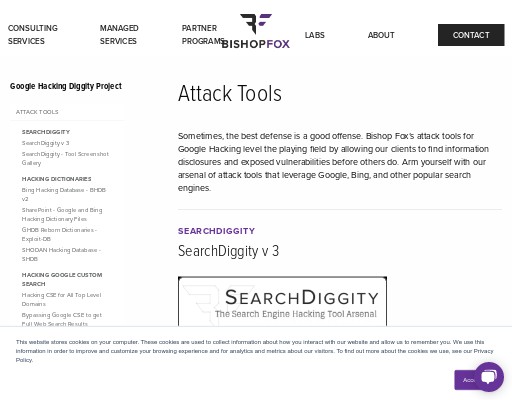 CONSULTING SERVICES
MANAGED SERVICES
PARTNER PROGRAMS
BISHOPFOX
LABS
ABOUT
CONTACT
Google Hacking Diggity Project
ATTACK TOOLS
SEARCHDIGGITY
SearchDiggity v 3
SearchDiggity - Tool Screenshot
Gallery
HACKING DICTIONARIES
Bing Hacking Database - BHDB
v2
SharePoint - Google and Bing
Hacking Dictionary Files
GHDB Reborn Dictionaries -
Exploit-DB
SHODAN Hacking Database -
SHDB
HACKING GOOGLE CUSTOM
SEARCH
Hacking CSE for All Top Level
Domains
Bypassing Google CSE to get
Full Web Search Results
Attack Tools
Sometimes, the best defense is a good offense. Bishop Fox's attack tools for
Google Hacking level the playing field by allowing our clients to find information
disclosures and exposed vulnerabilities before others do. Arm yourself with our
arsenal of attack tools that leverage Google, Bing, and other popular search
engines.
SEARCHDIGGITY
SearchDiggity v 3
SEARCHDIGGITY
The Search Engine Hacking Tool Arsenal
This website stores cookies on your computer. These cookies are used to collect information about how you interact with our website and allow us to remember you. We use this
information in order to improve and customize your browsing experience and for analytics and metrics about our visitors. To find out more about the cookies we use, see our Privacy
Policy.